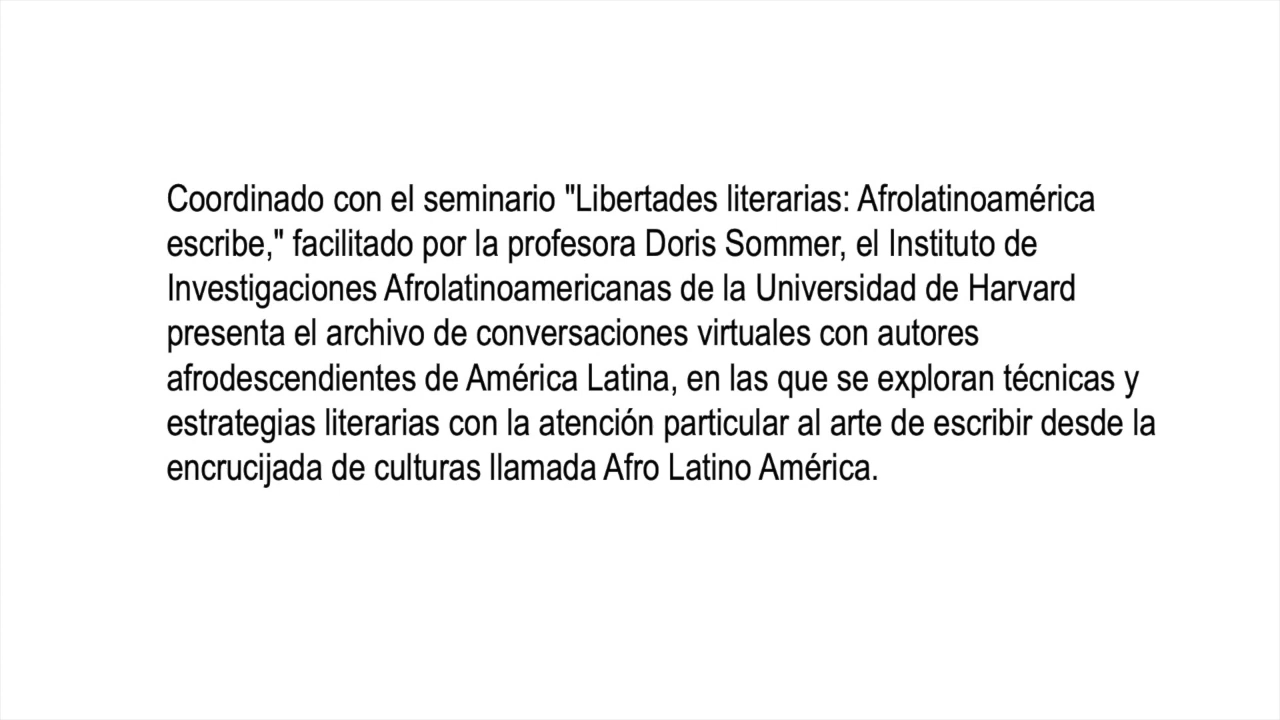 Coordinado con el seminario "Libertades literarias: Afrolatinoamérica
escribe," facilitado por la profesora Doris Sommer, el Instituto de
Investigaciones Afrolatinoamericanas de la Universidad de Harvard
presenta el archivo de conversaciones virtuales con autores
afrodescendientes de América Latina, en las que se exploran técnicas y
estrategias literarias con la atención particular al arte de escribir desde la
encrucijada de culturas llamada Afro Latino América.